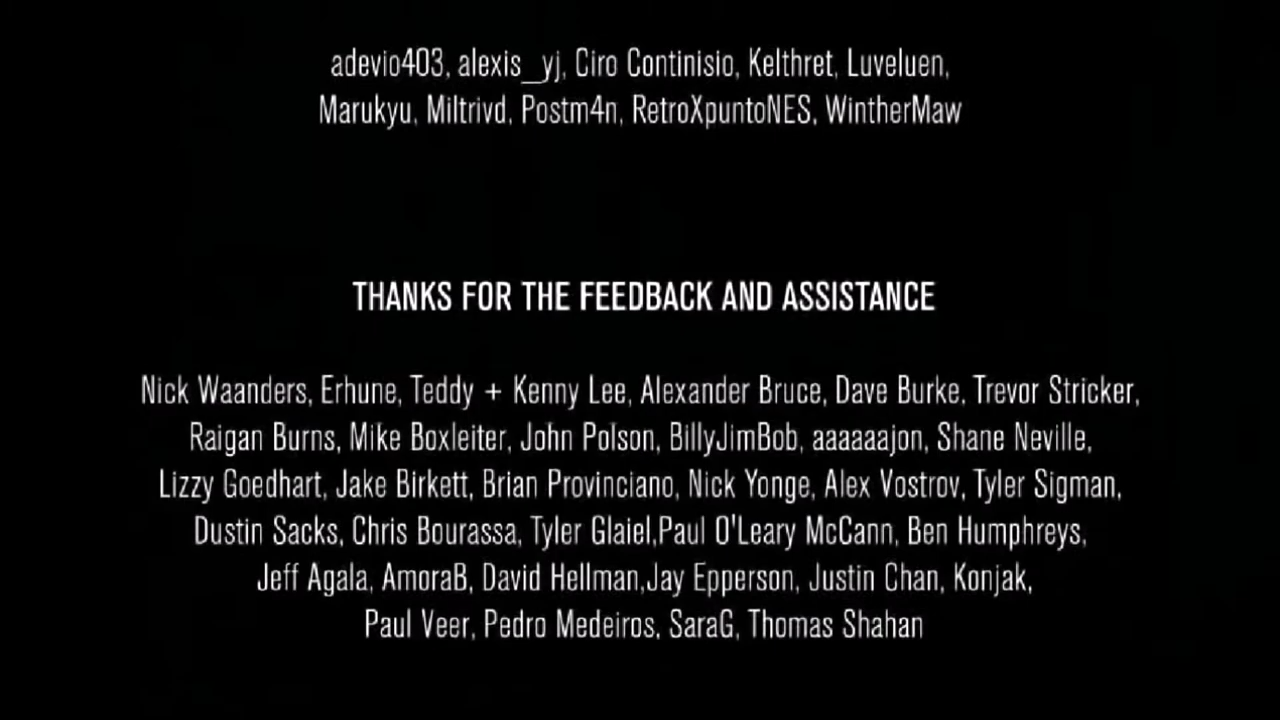 adevio403, alexis_yj, Ciro Continisio, Kelthret, Luveluen,
Marukyu, Miltrivd, Postm4n, RetroXpuntoNES, WintherMaw
THANKS FOR THE FEEDBACK AND ASSISTANCE
Nick Waanders, Erhune, Teddy + Kenny Lee, Alexander Bruce, Dave Burke, Trevor Stricker,
Raigan Burns, Mike Boxleiter, John Polson, BillyJimBob, aaaaaajon, Shane Neville,
Lizzy Goedhart, Jake Birkett, Brian Provinciano, Nick Yonge, Alex Vostrov, Tyler Sigman,
Dustin Sacks, Chris Bourassa, Tyler Glaiel,Paul O'Leary McCann, Ben Humphreys,
Jeff Agala, AmoraB, David Hellman,Jay Epperson, Justin Chan, Konjak,
Paul Veer, Pedro Medeiros, SaraG, Thomas Shahan